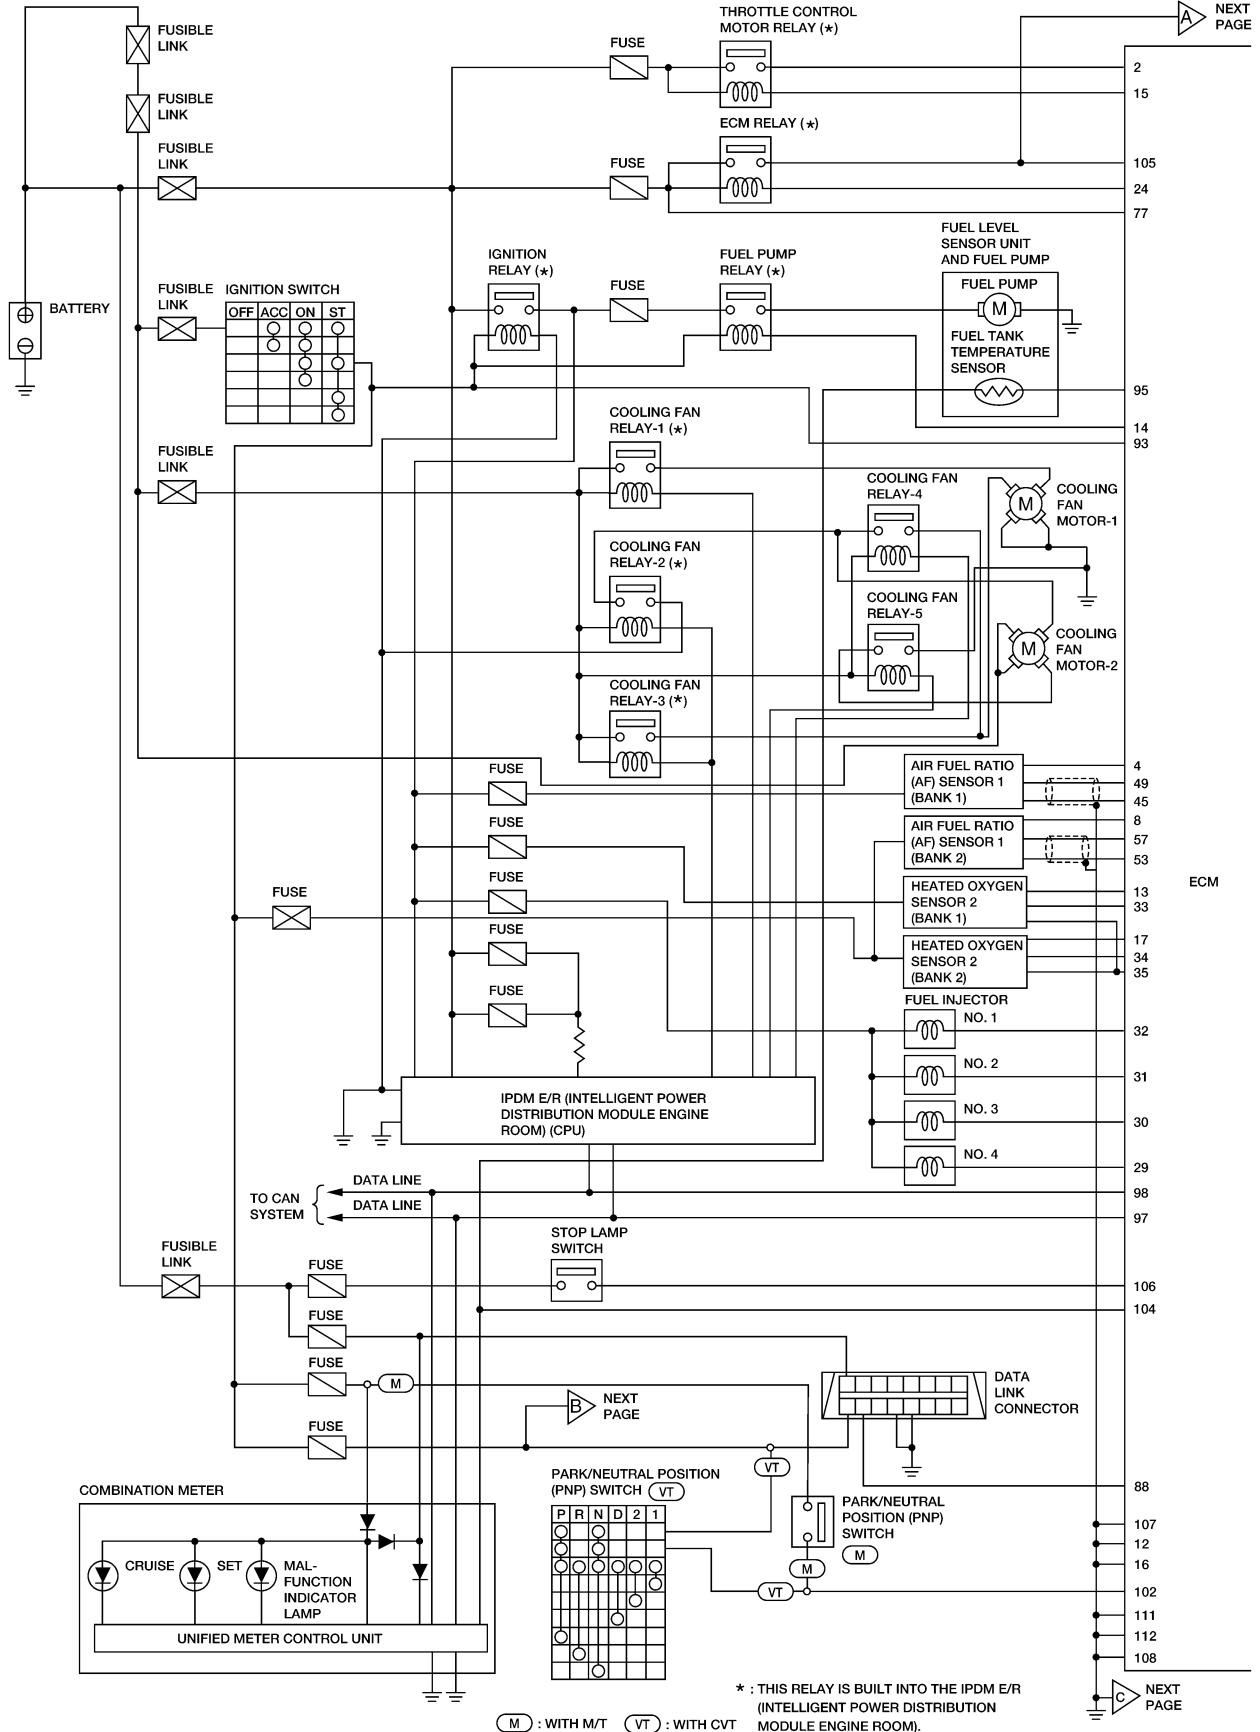 THROTTLE CONTROL
MOTOR RELAY (*)
A
NEXT
PAGE
FUSIBLE
LINK
FUSE
2
15
FUSIBLE
LINK
ECM RELAY (*)
FUSIBLE
LINK
FUSE
105
24
77
FUEL LEVEL
SENSOR UNIT
AND FUEL PUMP
IGNITION
RELAY (*)
FUEL PUMP
RELAY (*)
FUSIBLE
LINK
IGNITION SWITCH
FUSE
FUEL PUMP
M
BATTERY
OFF ACC ON ST
FUEL TANK
TEMPERATURE
SENSOR
95
COOLING FAN
RELAY-1 (*)
14
93
FUSIBLE
LINK
COOLING FAN
RELAY-4
M
COOLING
FAN
MOTOR-1
COOLING FAN
RELAY-2 (*)
COOLING FAN
RELAY-5
M
COOLING
FAN
MOTOR-2
COOLING FAN
RELAY-3 (*)
FUSE
AIR FUEL RATIO
(AF) SENSOR 1
(BANK 1)
4
49
45
FUSE
AIR FUEL RATIO
(AF) SENSOR 1
(BANK 2)
8
57
53
FUSE
FUSE
HEATED OXYGEN
SENSOR 2
(BANK 1)
13
33
ECM
FUSE
HEATED OXYGEN
SENSOR 2
(BANK 2)
17
34
35
FUSE
FUEL INJECTOR
NO. 1
32
NO. 2
31
IPDM E/R (INTELLIGENT POWER
DISTRIBUTION MODULE ENGINE
ROOM) (CPU)
NO. 3
30
NO. 4
29
TO CAN
SYSTEM
DATA LINE
98
DATA LINE
97
STOP LAMP
SWITCH
FUSIBLE
LINK
FUSE
106
104
FUSE
FUSE
M
DATA
LINK
CONNECTOR
B
NEXT
PAGE
FUSE
VT
88
COMBINATION METER
PARK/NEUTRAL POSITION
(PNP) SWITCH VT
P R N D 2 1
PARK/NEUTRAL
POSITION (PNP)
SWITCH
M
M
VT
107
12
16
102
111
112
108
CRUISE
SET
MAL-
FUNCTION
INDICATOR
LAMP
UNIFIED METER CONTROL UNIT
* : THIS RELAY IS BUILT INTO THE IPDM E/R
(INTELLIGENT POWER DISTRIBUTION
MODULE ENGINE ROOM).
C
NEXT
PAGE
M : WITH M/T VT : WITH CVT